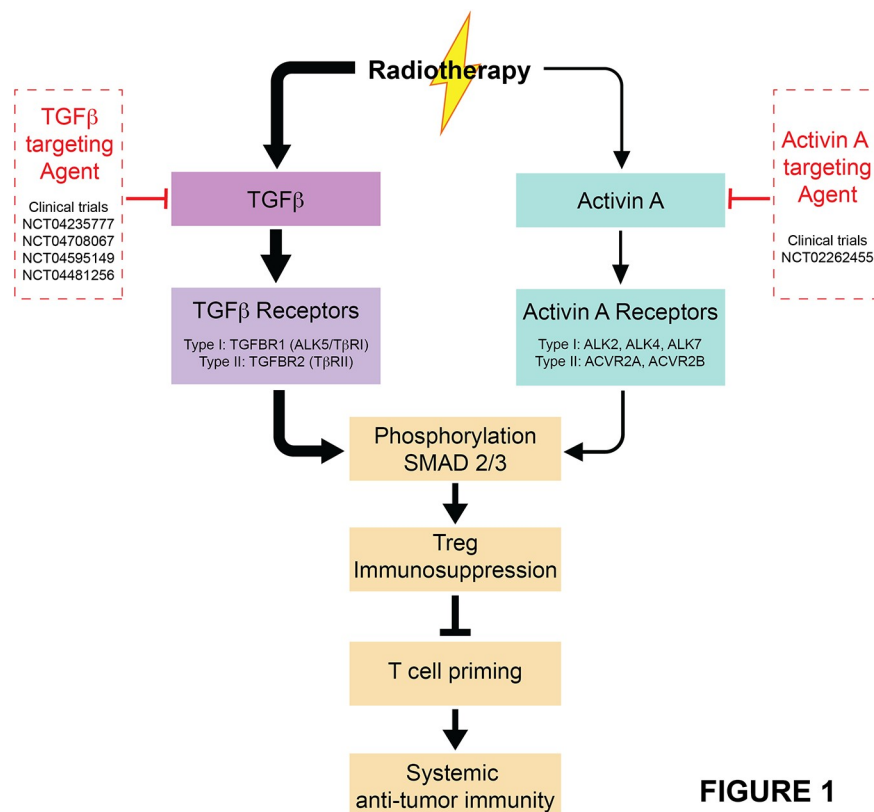 Radiotherapy
TGFβ
targeting
Agent
Clinical trials
NCT04235777
NCT04708067
NCT04595149
NCT04481256
TGFβ
Activin A
Activin A
targeting
Agent
Clinical trials
NCT02262455
TGFβ Receptors
Type I: TGFBR1 (ALK5/TβRI)
Type II: TGFBR2 (TβRII)
Activin A Receptors
Type I: ALK2, ALK4, ALK7
Type II: ACVR2A, ACVR2B
Phosphorylation
SMAD 2/3
Treg
Immunosuppression
T cell priming
Systemic
anti-tumor immunity
FIGURE 1